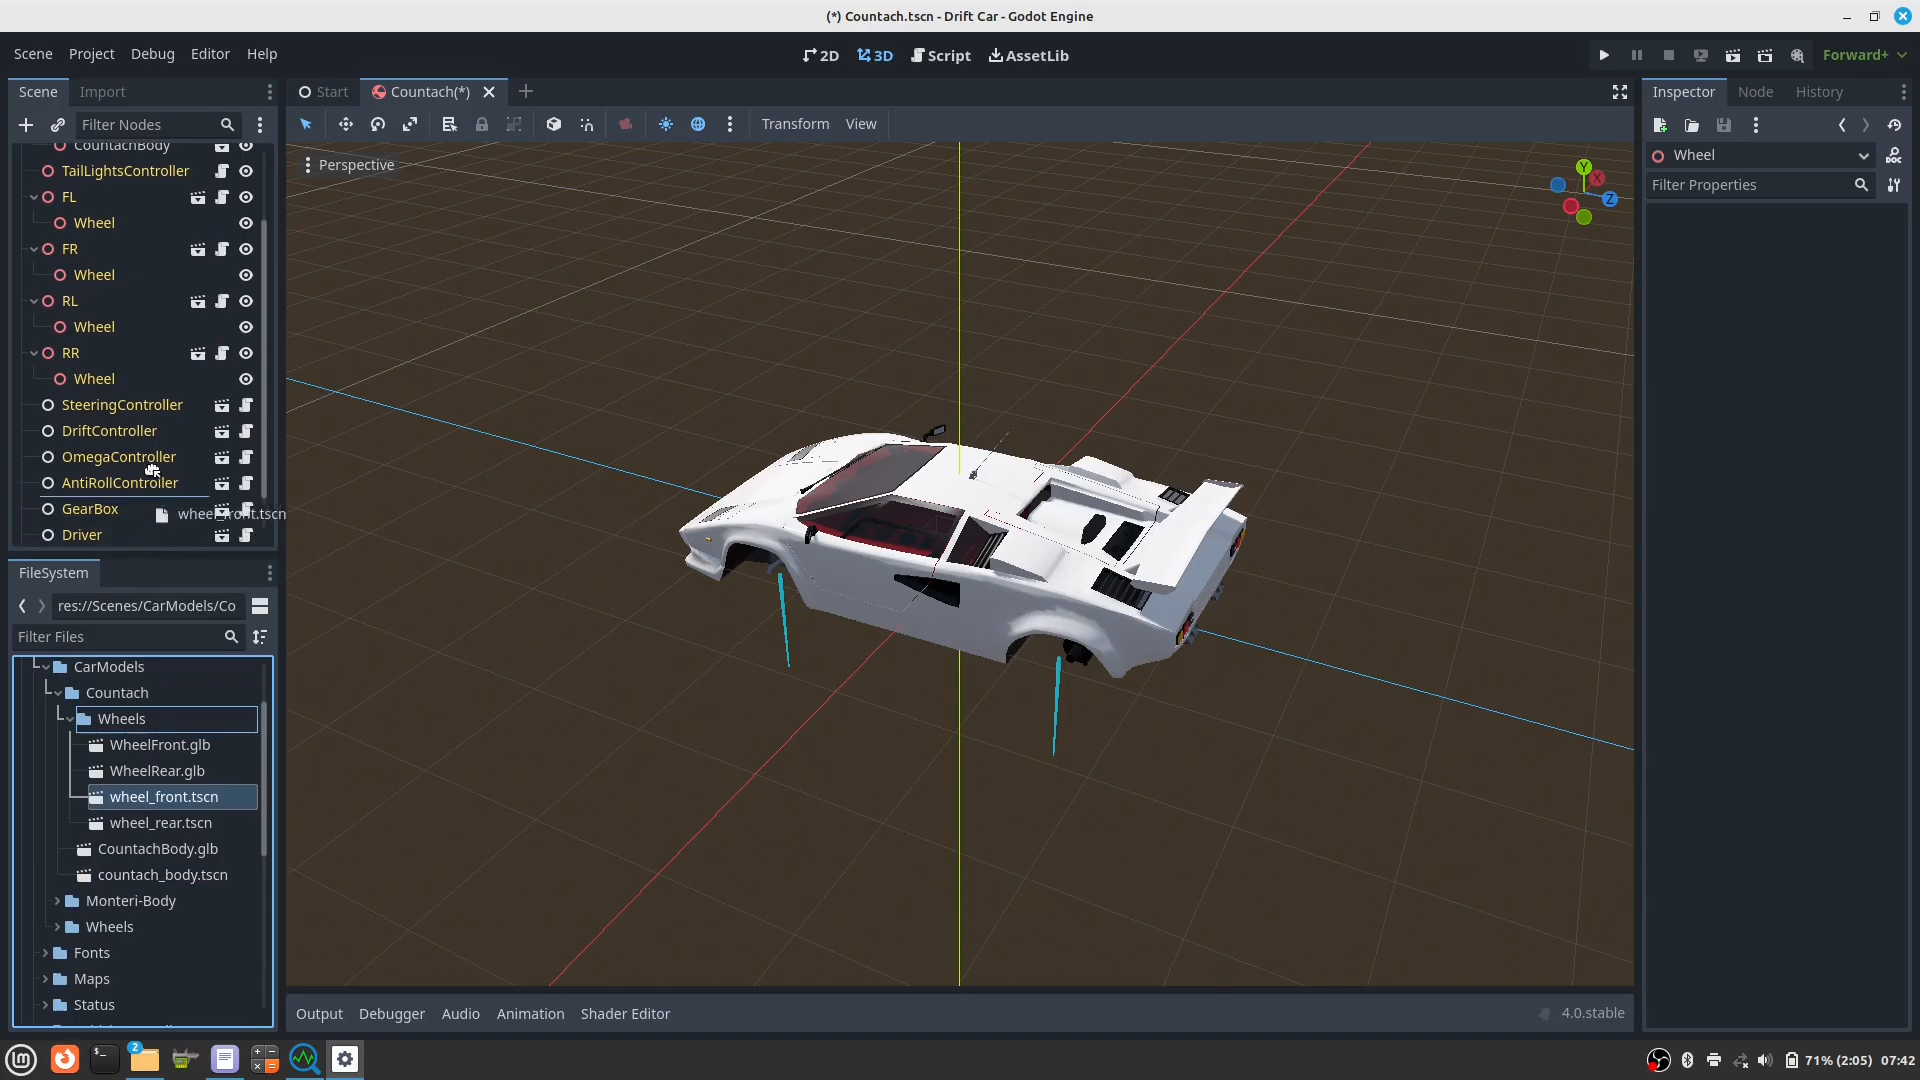 (*) Countach.tscn - Drift Car - Godot Engine
Scene Project Debug Editor Help
2D 3D Script AssetLib
Forward+
Scene Import
Start Countach(*)
Inspector Node History
Filter Nodes
Transform View
Perspective
Y
X
Z
Wheel
Filter Properties
CountachBody
TailLightsController
FL
Wheel
FR
Wheel
RL
Wheel
RR
Wheel
SteeringController
DriftController
OmegaController
AntiRollController
GearBox
wheel_front.tscn
Driver
FileSystem
res://Scenes/CarModels/Co
Filter Files
CarModels
Countach
Wheels
WheelFront.glb
WheelRear.glb
wheel_front.tscn
wheel_rear.tscn
CountachBody.glb
countach_body.tscn
Monteri-Body
Wheels
Fonts
Maps
Status
Output Debugger Audio Animation Shader Editor
4.0.stable
2
71% (2:05) 07:42